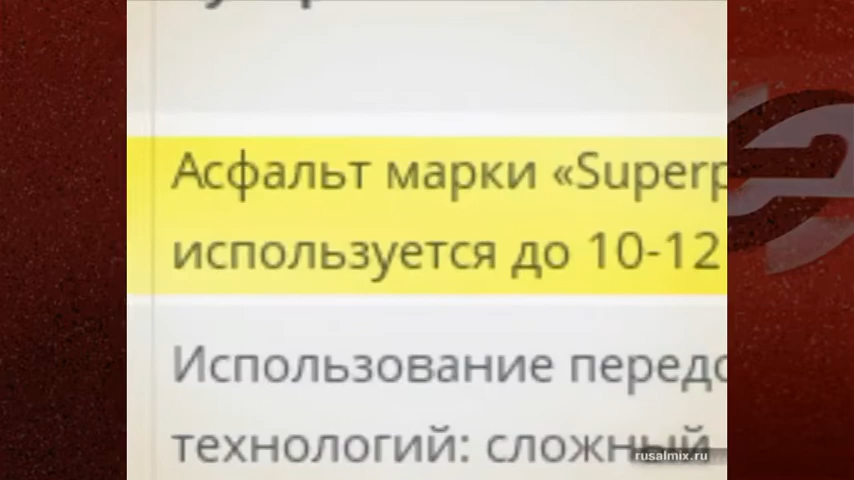 Асфальт марки «Superp
используется до 10-12
Использование передо
технологий: сложный
rusalmix.ru